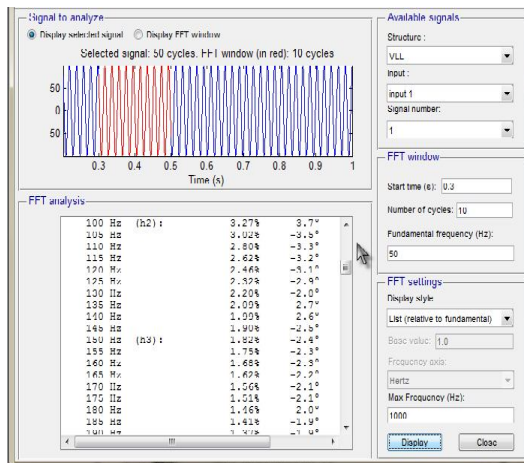 Signal to analyze
Display selected signal Display FFT window
Selected signal: 50 cycles. FFT window (in red): 10 cycles
50
0
50
0.3 0.4 0.5 0.6 0.7 0.8 0.9 1
Time (s)
FFT analysis
100 Hz (h2): 3.27% 3.7°
105 Hz 3.02% -3.5°
110 Hz 2.80% -3.3°
115 Hz 2.62% -3.2°
120 Hz 2.46% -3.1°
125 Hz 2.32% -2.9°
130 Hz 2.20% -2.0°
135 Hz 2.09% 2.7°
140 Hz 1.99% 2.6°
145 Hz 1.90% -2.5°
150 Hz (h3): 1.82% -2.4°
155 Hz 1.75% -2.3°
160 Hz 1.68% -2.3°
165 Hz 1.62% -2.2°
170 Hz 1.56% -2.1°
175 Hz 1.51% -2.1°
180 Hz 1.46% 2.0°
185 Hz 1.41% -1.9°
190 Hz 1.37% -1.9°
Available signals
Structure :
VLL
Input :
input 1
Signal number:
1
FFT window
Start time (s): 0.3
Number of cycles: 10
Fundamental frequency (Hz):
50
FFT settings
Display style
List (relative to fundamental)
Base value: 1.0
Frequency axis:
Hertz
Max Frequency (Hz):
1000
Display Close